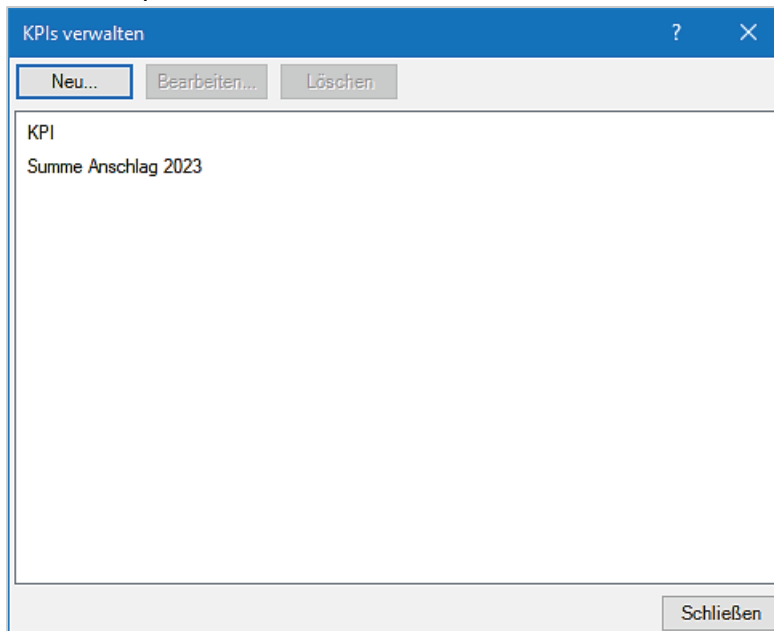 KPIs verwalten ?
Neu... Bearbeiten... Löschen
KPI
Summe Anschlag 2023
Schließen